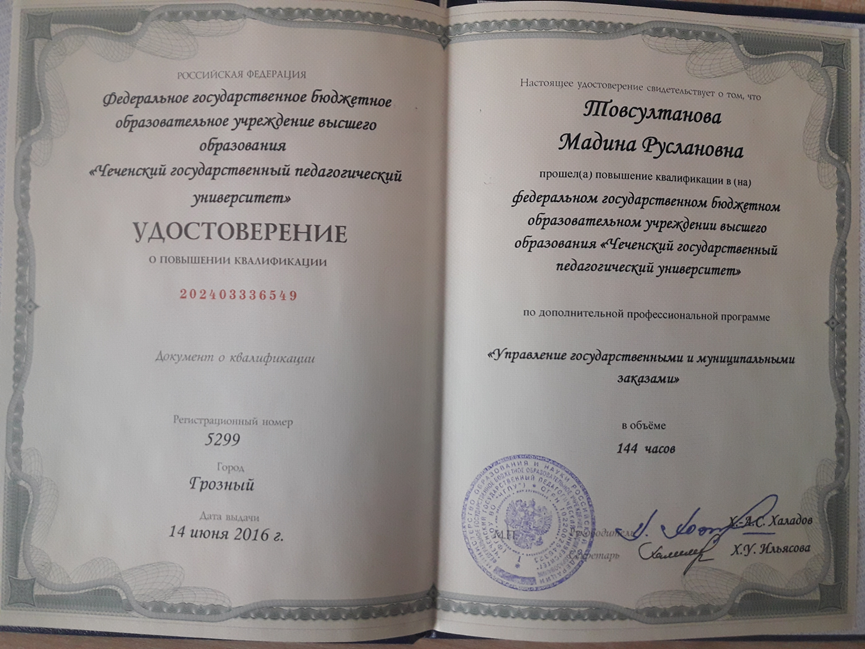 РОССИЙСКАЯ ФЕДЕРАЦИЯ
Федеральное государственное бюджетное
образовательное учреждение высшего
образования
«Чеченский государственный педагогический
университет»
УДОСТОВЕРЕНИЕ
О ПОВЫШЕНИИ КВАЛИФИКАЦИИ
202403336549
Документ о квалификации
Регистрационный номер
5299
Город
Грозный
Дата выдачи
14 июня 2016 г.
Настоящее удостоверение свидетельствует о том, что
Товсултанова
Мадина Руслановна
прошел(а) повышение квалификации в (на)
федеральном государственном бюджетном
образовательном учреждении высшего
образования «Чеченский государственный
педагогический университет»
по дополнительной профессиональной программе
«Управление государственными и муниципальными
заказами»
в объёме
144 часов
М.П.
Руководитель
Х.-А.С. Халадов
Секретарь
Х.У. Ильясова